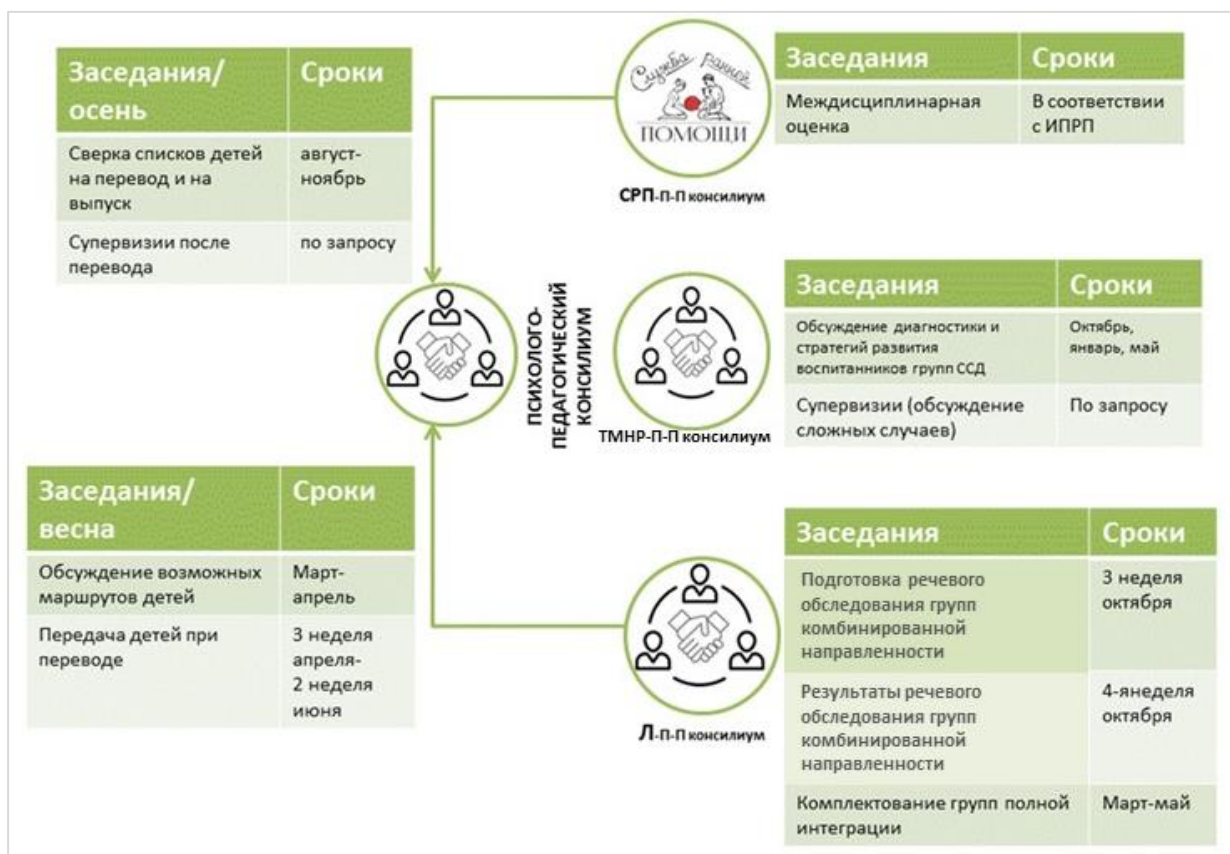 Заседания/ Сроки
осень
Сверка списков детей август-
на перевод и на ноябрь
выпуск
Супервизии после по запросу
перевода
Служба ранней
ПОМОЩИ
СРП-П-П консилиум
Заседания Сроки
Междисциплинарная В соответствии
оценка с ИПРП
ПСИХОЛОГО-
ПЕДАГОГИЧЕСКИЙ
КОНСИЛИУМ
ТМНР-П-П консилиум
Заседания Сроки
Обсуждение диагностики и Октябрь,
стратегий развития январь, май
воспитанников групп ССД
Супервизии (обсуждение По запросу
сложных случаев)
Заседания/ Сроки
весна
Обсуждение возможных Март-
маршрутов детей апрель
Передача детей при 3 неделя
переводе апреля-
2 неделя
июня
Л-П-П консилиум
Заседания Сроки
Подготовка речевого 3 неделя
обследования групп октября
комбинированной
направленности
Результаты речевого 4-янеделя
обследования групп октября
комбинированной
направленности
Комплектование групп полной Март-май
интеграции